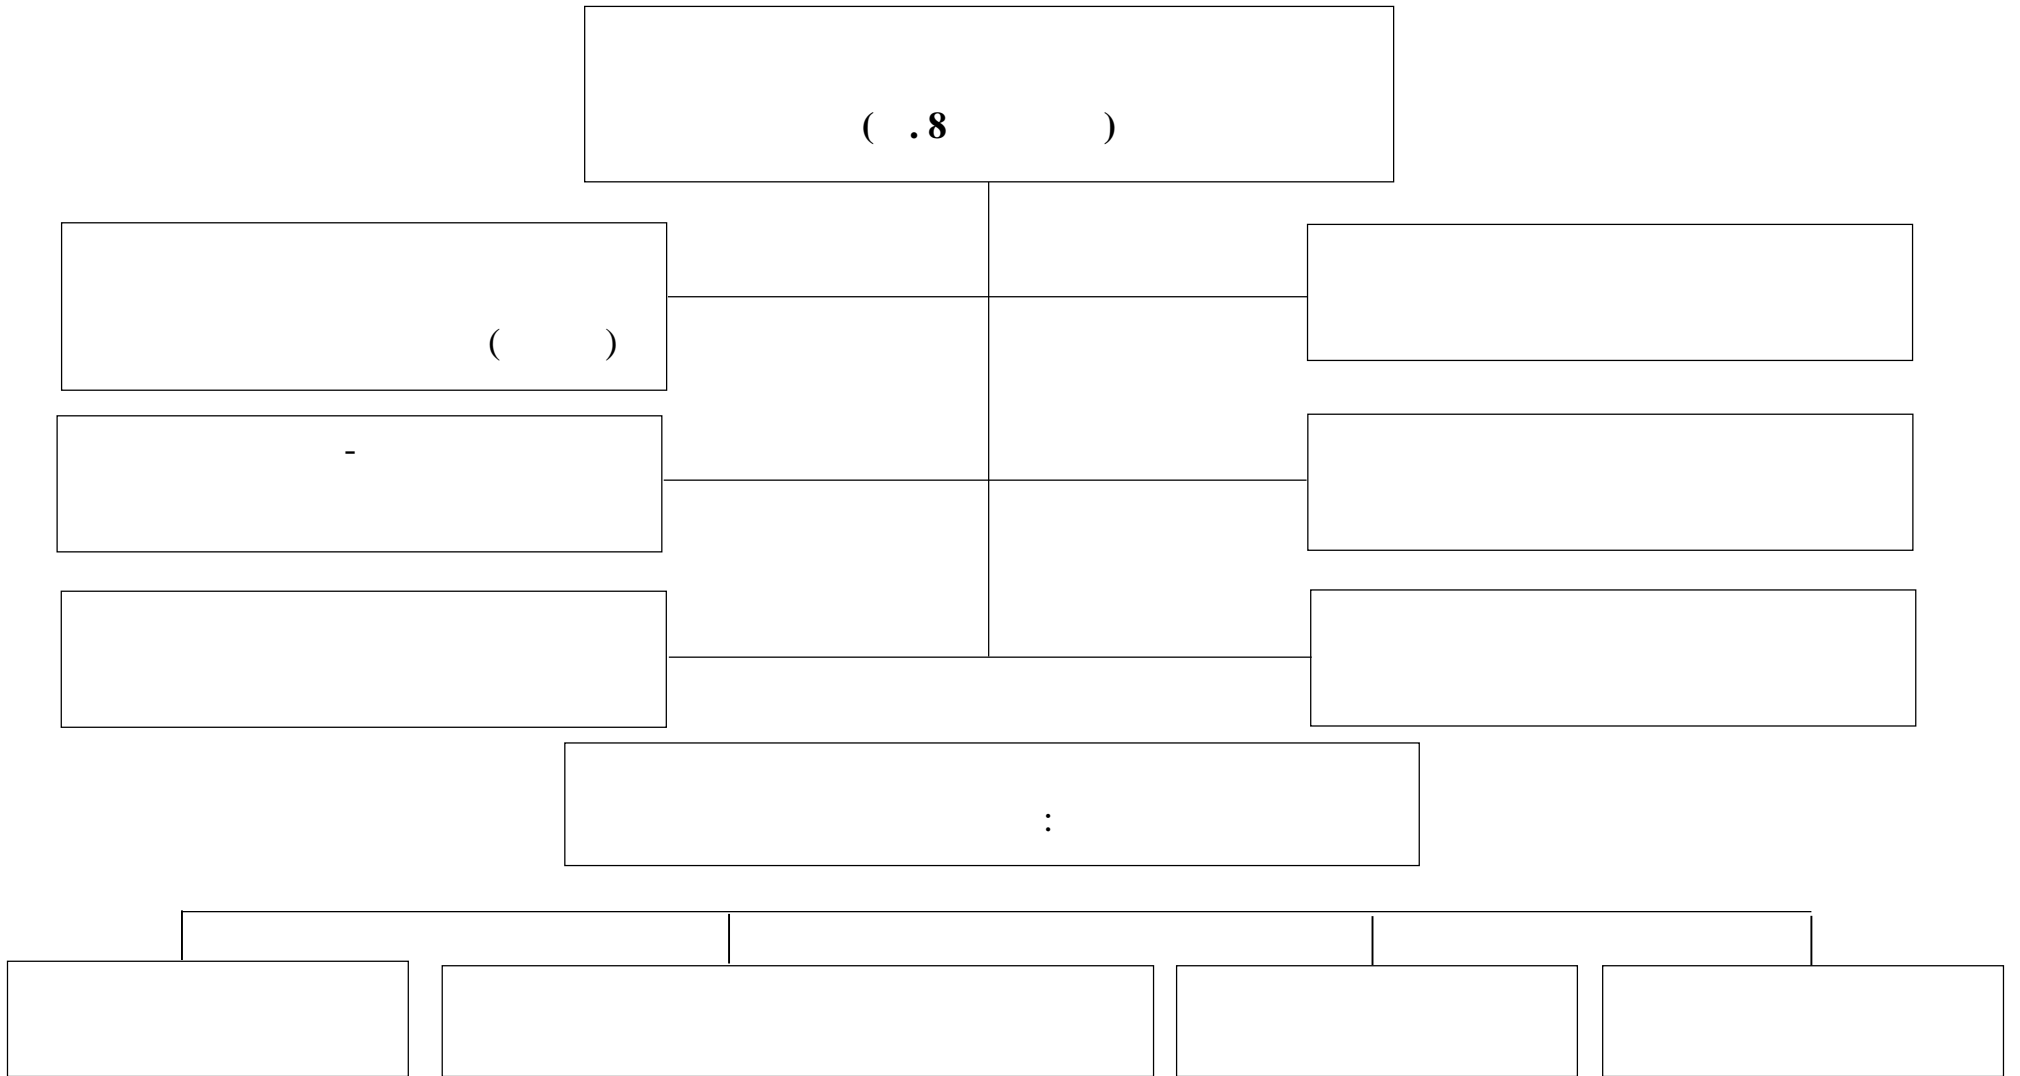 ( . 8 )
( )
-
: